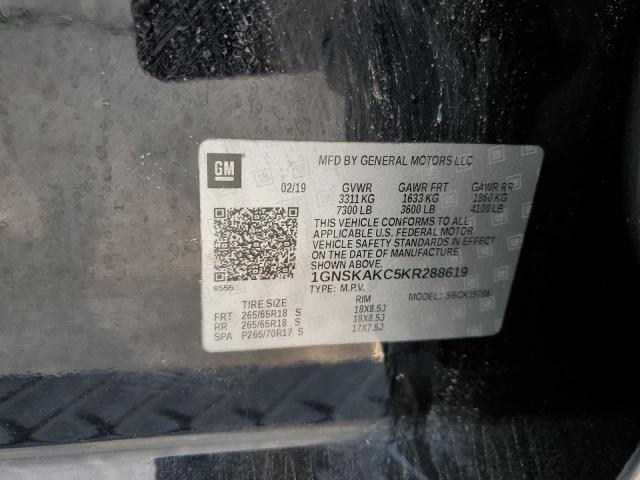 GM
MFD BY GENERAL MOTORS LLC
02/19 GVWR GAWR FRT GAWR RR
3311 KG 1633 KG 1860 KG
7300 LB 3600 LB 4100 LB
THIS VEHICLE CONFORMS TO ALL
APPLICABLE U.S. FEDERAL MOTOR
VEHICLE SAFETY STANDARDS IN EFFECT
ON THE DATE OF MANUFACTURE SHOWN ABOVE.
1GNSKAKC5KR288619
8555
TYPE: M.P.V. MODEL:
TIRE SIZE RIM
FRT 265/65R18 S 18X8.5J
RR 265/65R18 S 18X8.5J
SPA P265/70R17 S 17X7.5J